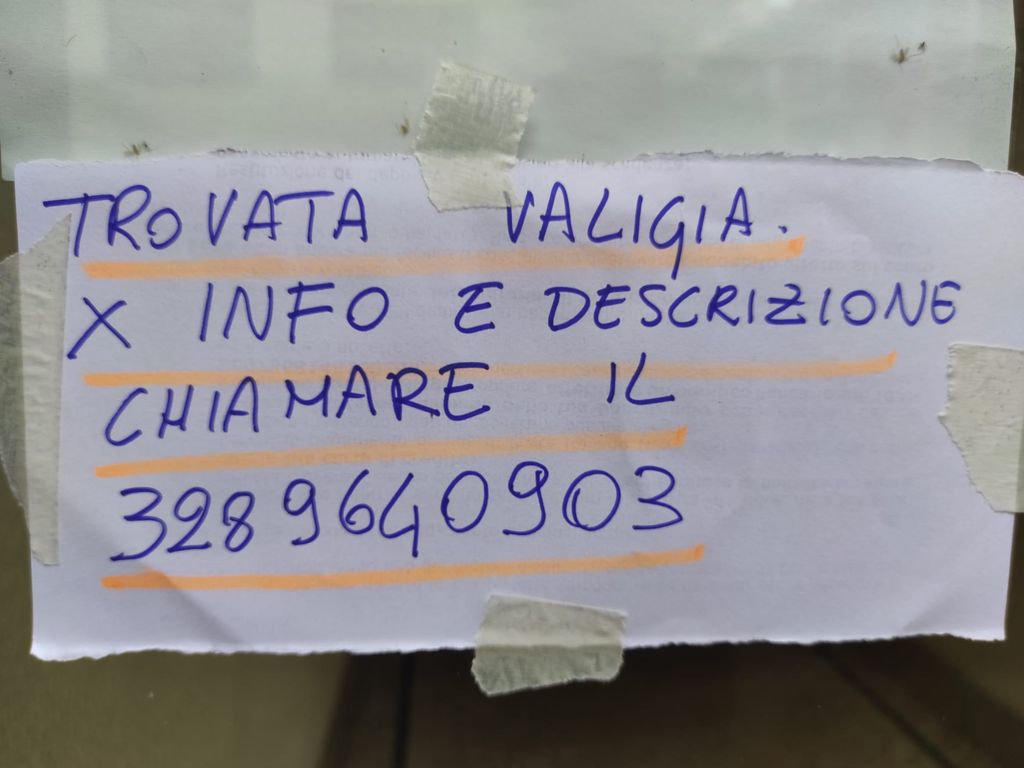 TROVATA VALIGIA.
X INFO E DESCRIZIONE
CHIAMARE IL
3289640903